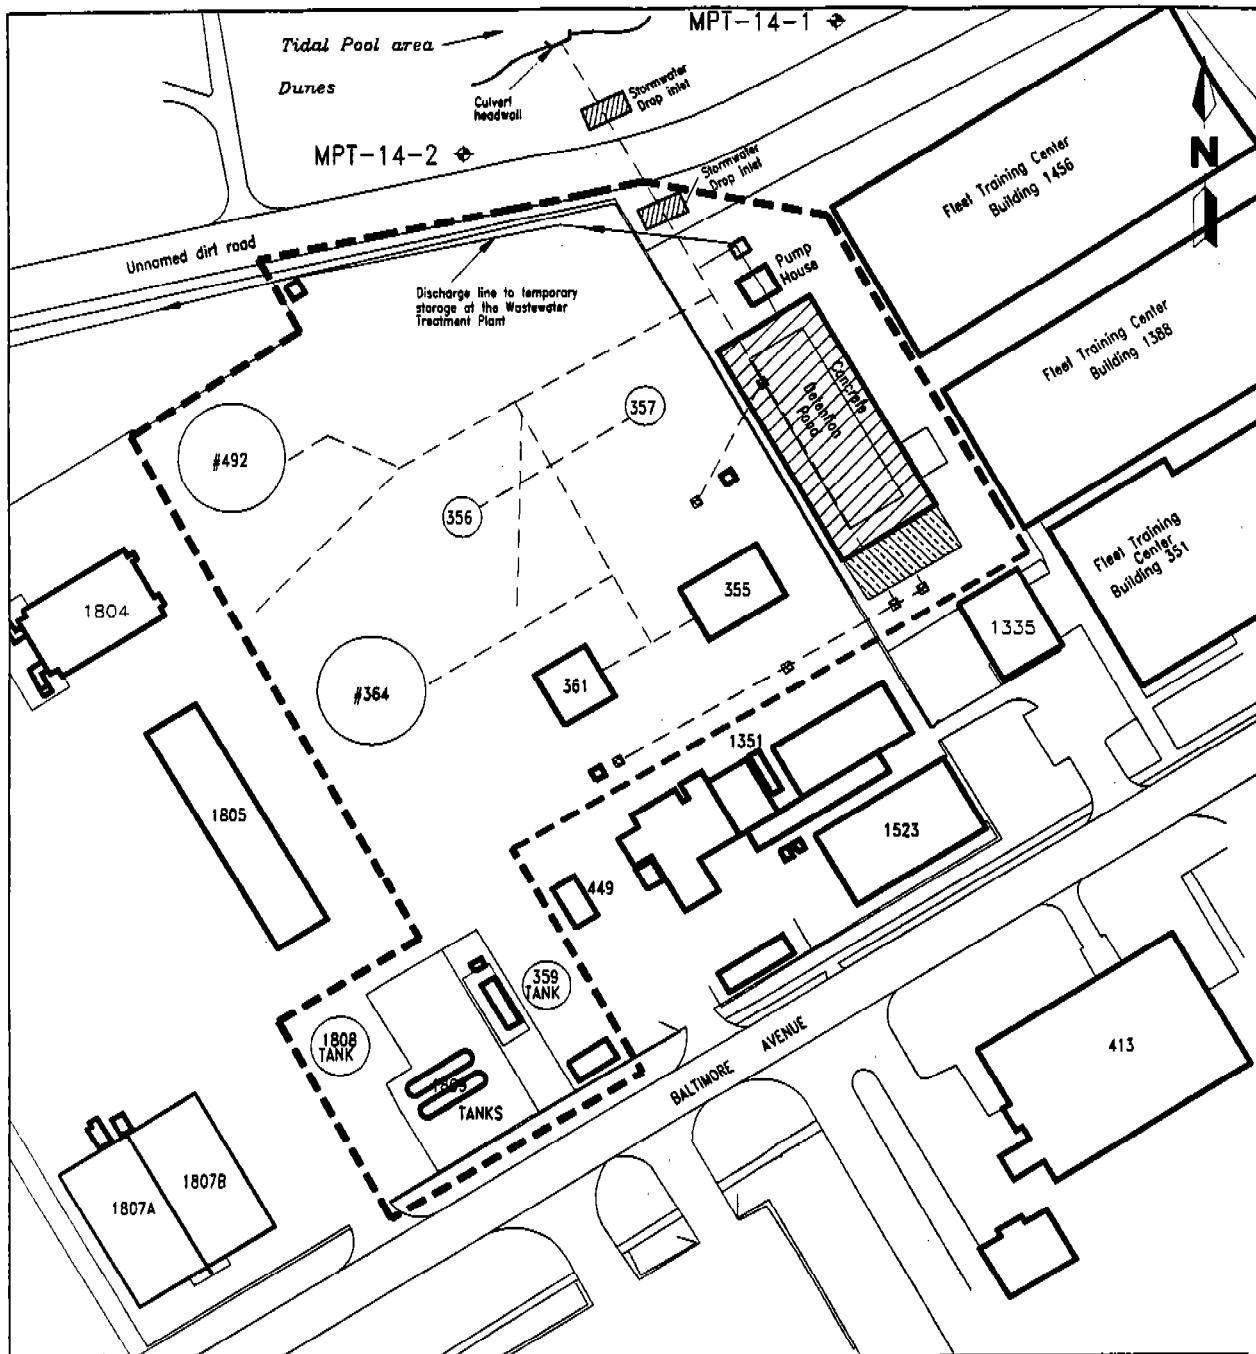 MPT-14-1
Tidal Pool area
Dunes
Culvert
headwall
Stormwater
Drop Inlet
MPT-14-2
Stormwater
Drop Inlet
Fleet Training Center
Building 1456
N
Unnamed dirt road
Pump
House
Discharge line to temporary
storage at the Wastewater
Treatment Plant
Fleet Training Center
Building 1388
Concrete
Detention
Pond
357
#492
356
Fleet Training
Center
Building 351
355
1804
1335
361
#364
1351
1805
1523
449
359
TANK
1808
TANK
TANKS
BALTIMORE AVENUE
413
1807B
1807A